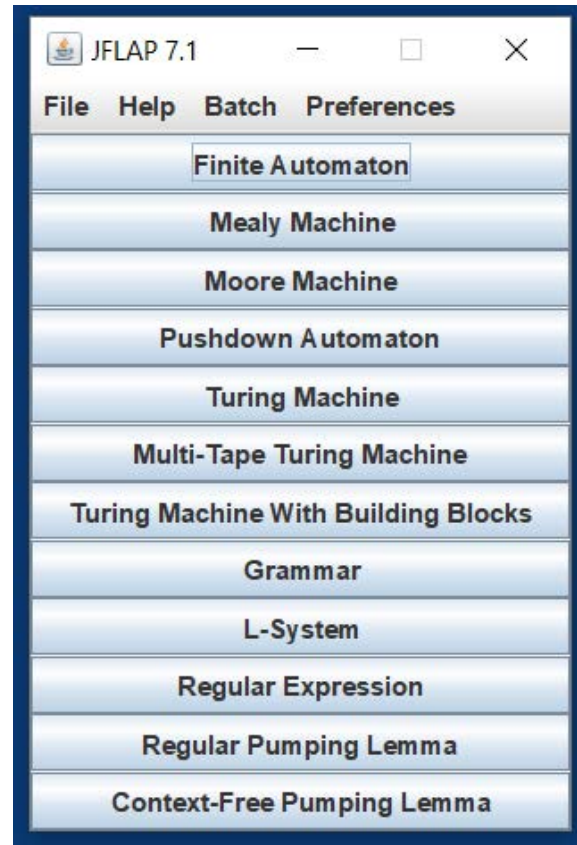 JFLAP 7.1
File Help Batch Preferences
Finite Automaton
Mealy Machine
Moore Machine
Pushdown Automaton
Turing Machine
Multi-Tape Turing Machine
Turing Machine With Building Blocks
Grammar
L-System
Regular Expression
Regular Pumping Lemma
Context-Free Pumping Lemma